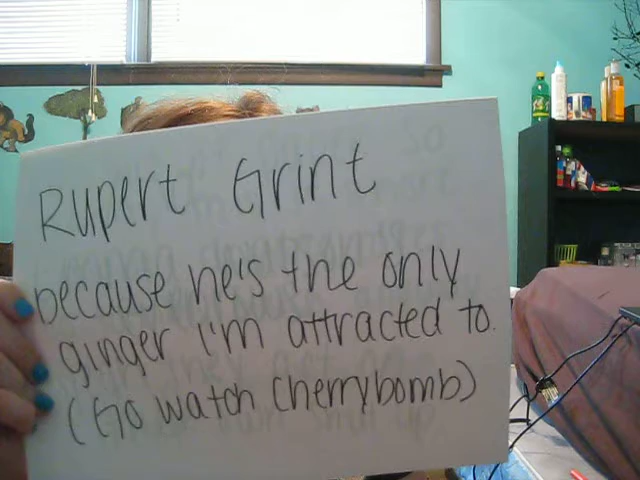 Rupert Grint
because he's the only
ginger I'm attracted to.
(Go watch Cherrybomb)